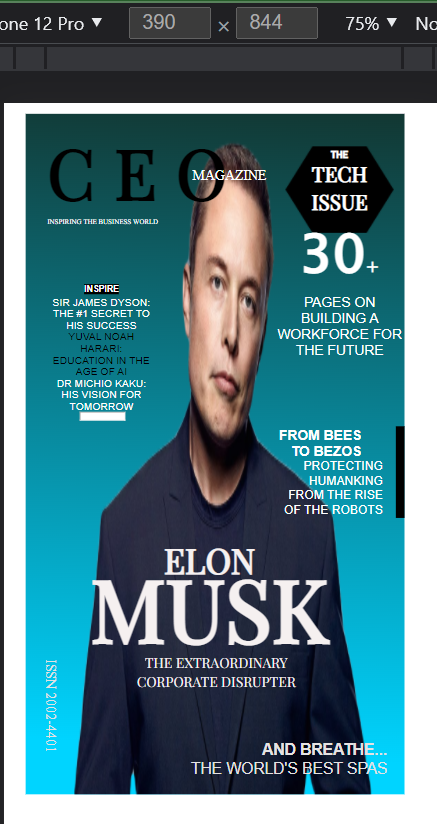 one 12 Pro ▼ 390 × 844 75% ▼ No
CEO
MAGAZINE
INSPIRING THE BUSINESS WORLD
THE
TECH
ISSUE
30+
PAGES ON
BUILDING A
WORKFORCE FOR
THE FUTURE
INSPIRE
SIR JAMES DYSON:
THE #1 SECRET TO
HIS SUCCESS
YUVAL NOAH
HARARI:
EDUCATION IN THE
AGE OF AI
DR MICHIO KAKU:
HIS VISION FOR
TOMORROW
FROM BEES
TO BEZOS
PROTECTING
HUMANKING
FROM THE RISE
OF THE ROBOTS
ELON
MUSK
THE EXTRAORDINARY
CORPORATE DISRUPTER
ISSN 2002-4401
AND BREATHE...
THE WORLD'S BEST SPAS